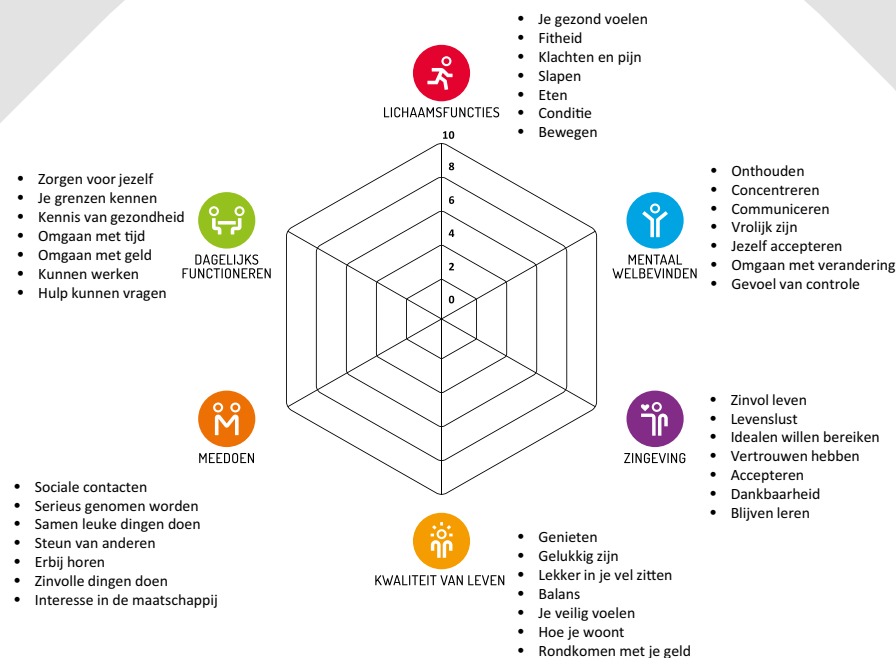 • Je gezond voelen
• Fitheid
• Klachten en pijn
• Slapen
• Eten
• Conditie
• Bewegen
LICHAAMSFUNCTIES
10
8
6
4
2
0
• Onthouden
• Concentreren
• Communiceren
• Vrolijk zijn
• Jezelf accepteren
• Omgaan met verandering
• Gevoel van controle
MENTAAL
WELBEVINDEN
• Zinvol leven
• Levenslust
• Idealen willen bereiken
• Vertrouwen hebben
• Accepteren
• Dankbaarheid
• Blijven leren
ZINGEVING
• Genieten
• Gelukkig zijn
• Lekker in je vel zitten
• Balans
• Je veilig voelen
• Hoe je woont
• Rondkomen met je geld
KWALITEIT VAN LEVEN
MEEDOEN
• Sociale contacten
• Serieus genomen worden
• Samen leuke dingen doen
• Steun van anderen
• Erbij horen
• Zinvolle dingen doen
• Interesse in de maatschappij
• Zorgen voor jezelf
• Je grenzen kennen
• Kennis van gezondheid
• Omgaan met tijd
• Omgaan met geld
• Kunnen werken
• Hulp kunnen vragen
DAGELIJKS
FUNCTIONEREN